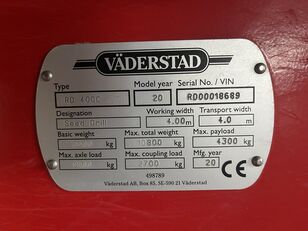 VÄDERSTAD
Type Model year Serial No. / VIN
RD 400C 20 RD00018689
Designation Working width Transport width
Seed Drill 4.00m 4.0 m
Basic weight Max. total weight Max. payload
kg 10800 kg 4300 kg
Max. axle load Max. coupling load Mfg. year
kg 2700 kg 20
498789
Väderstad AB, Box 85, SE-590 21 Väderstad
CE